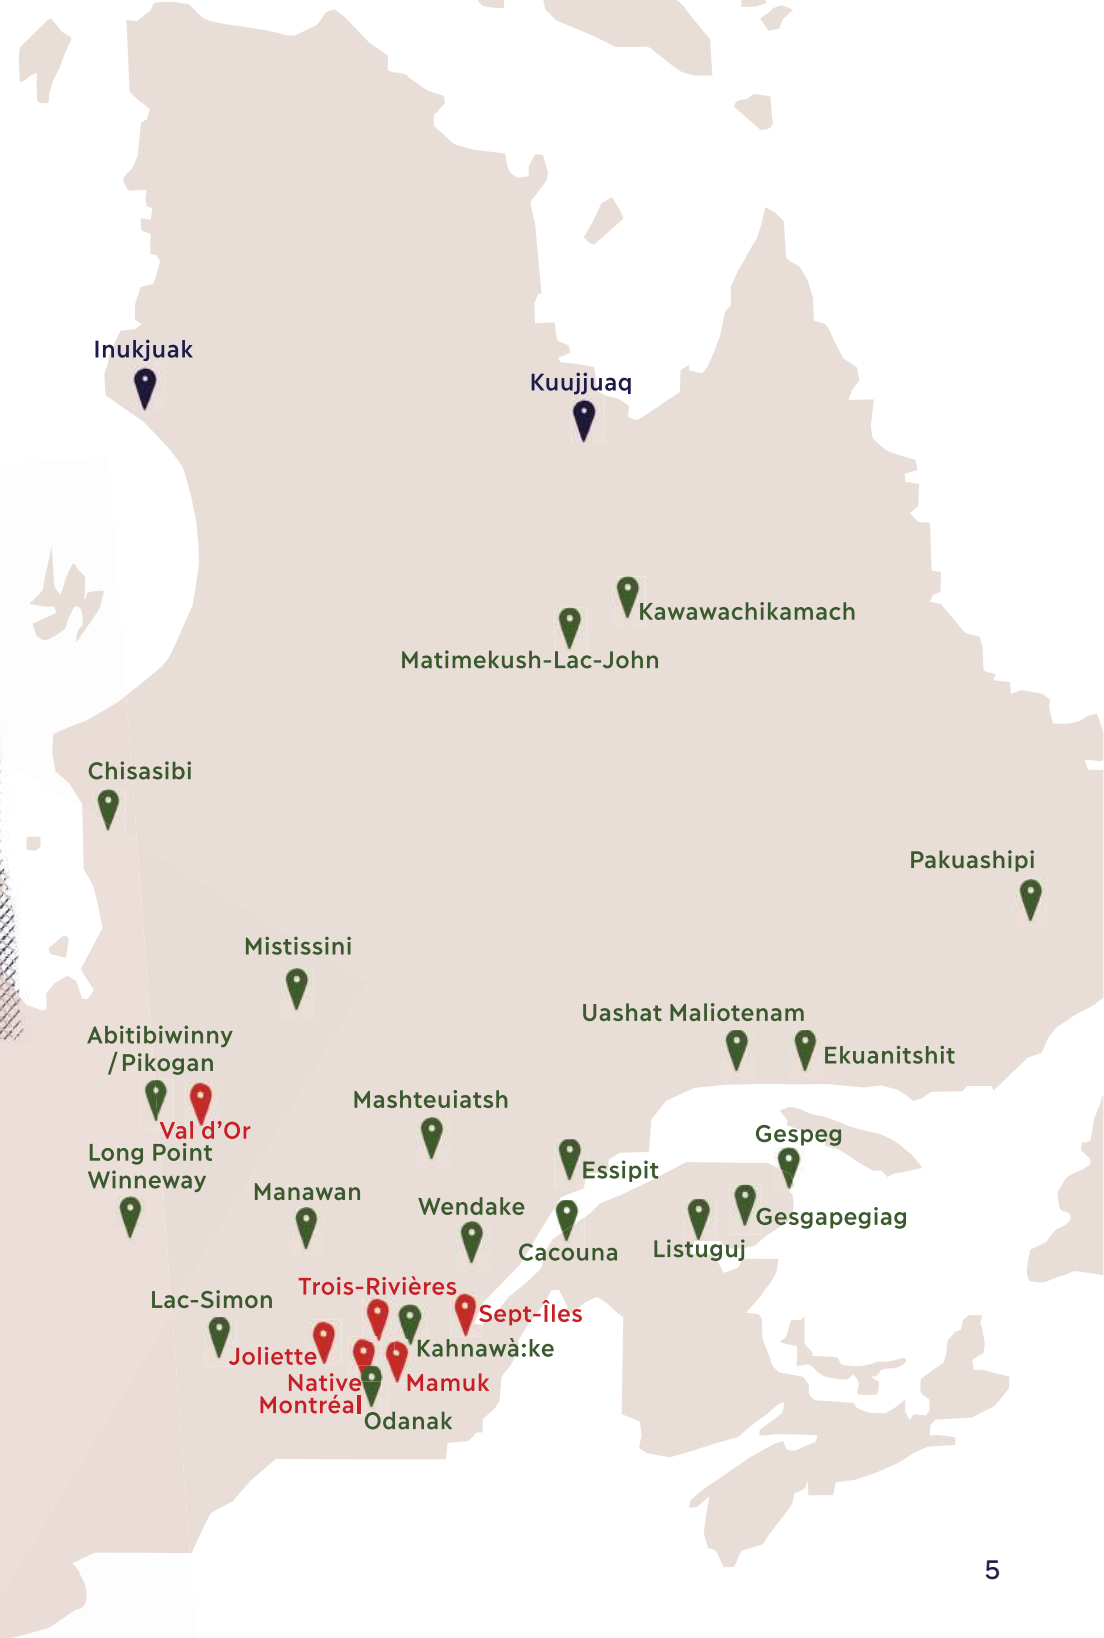 Inukjuak
Kuujjuaq
Kawawachikamach
Matimekush-Lac-John
Chisasibi
Pakuashipi
Mistissini
Uashat Maliotenam
Abitibiwinny
/Pikogan
Ekuanitshit
Mashteuiatsh
Val d’Or
Gespeg
Long Point
Winneway
Essipit
Manawan
Wendake
Gesgapegiag
Cacouna
Listuguj
Trois-Rivières
Lac-Simon
Sept-Îles
Kahnawà:ke
Joliette
Native
Montréal
Mamuk
Odanak
5